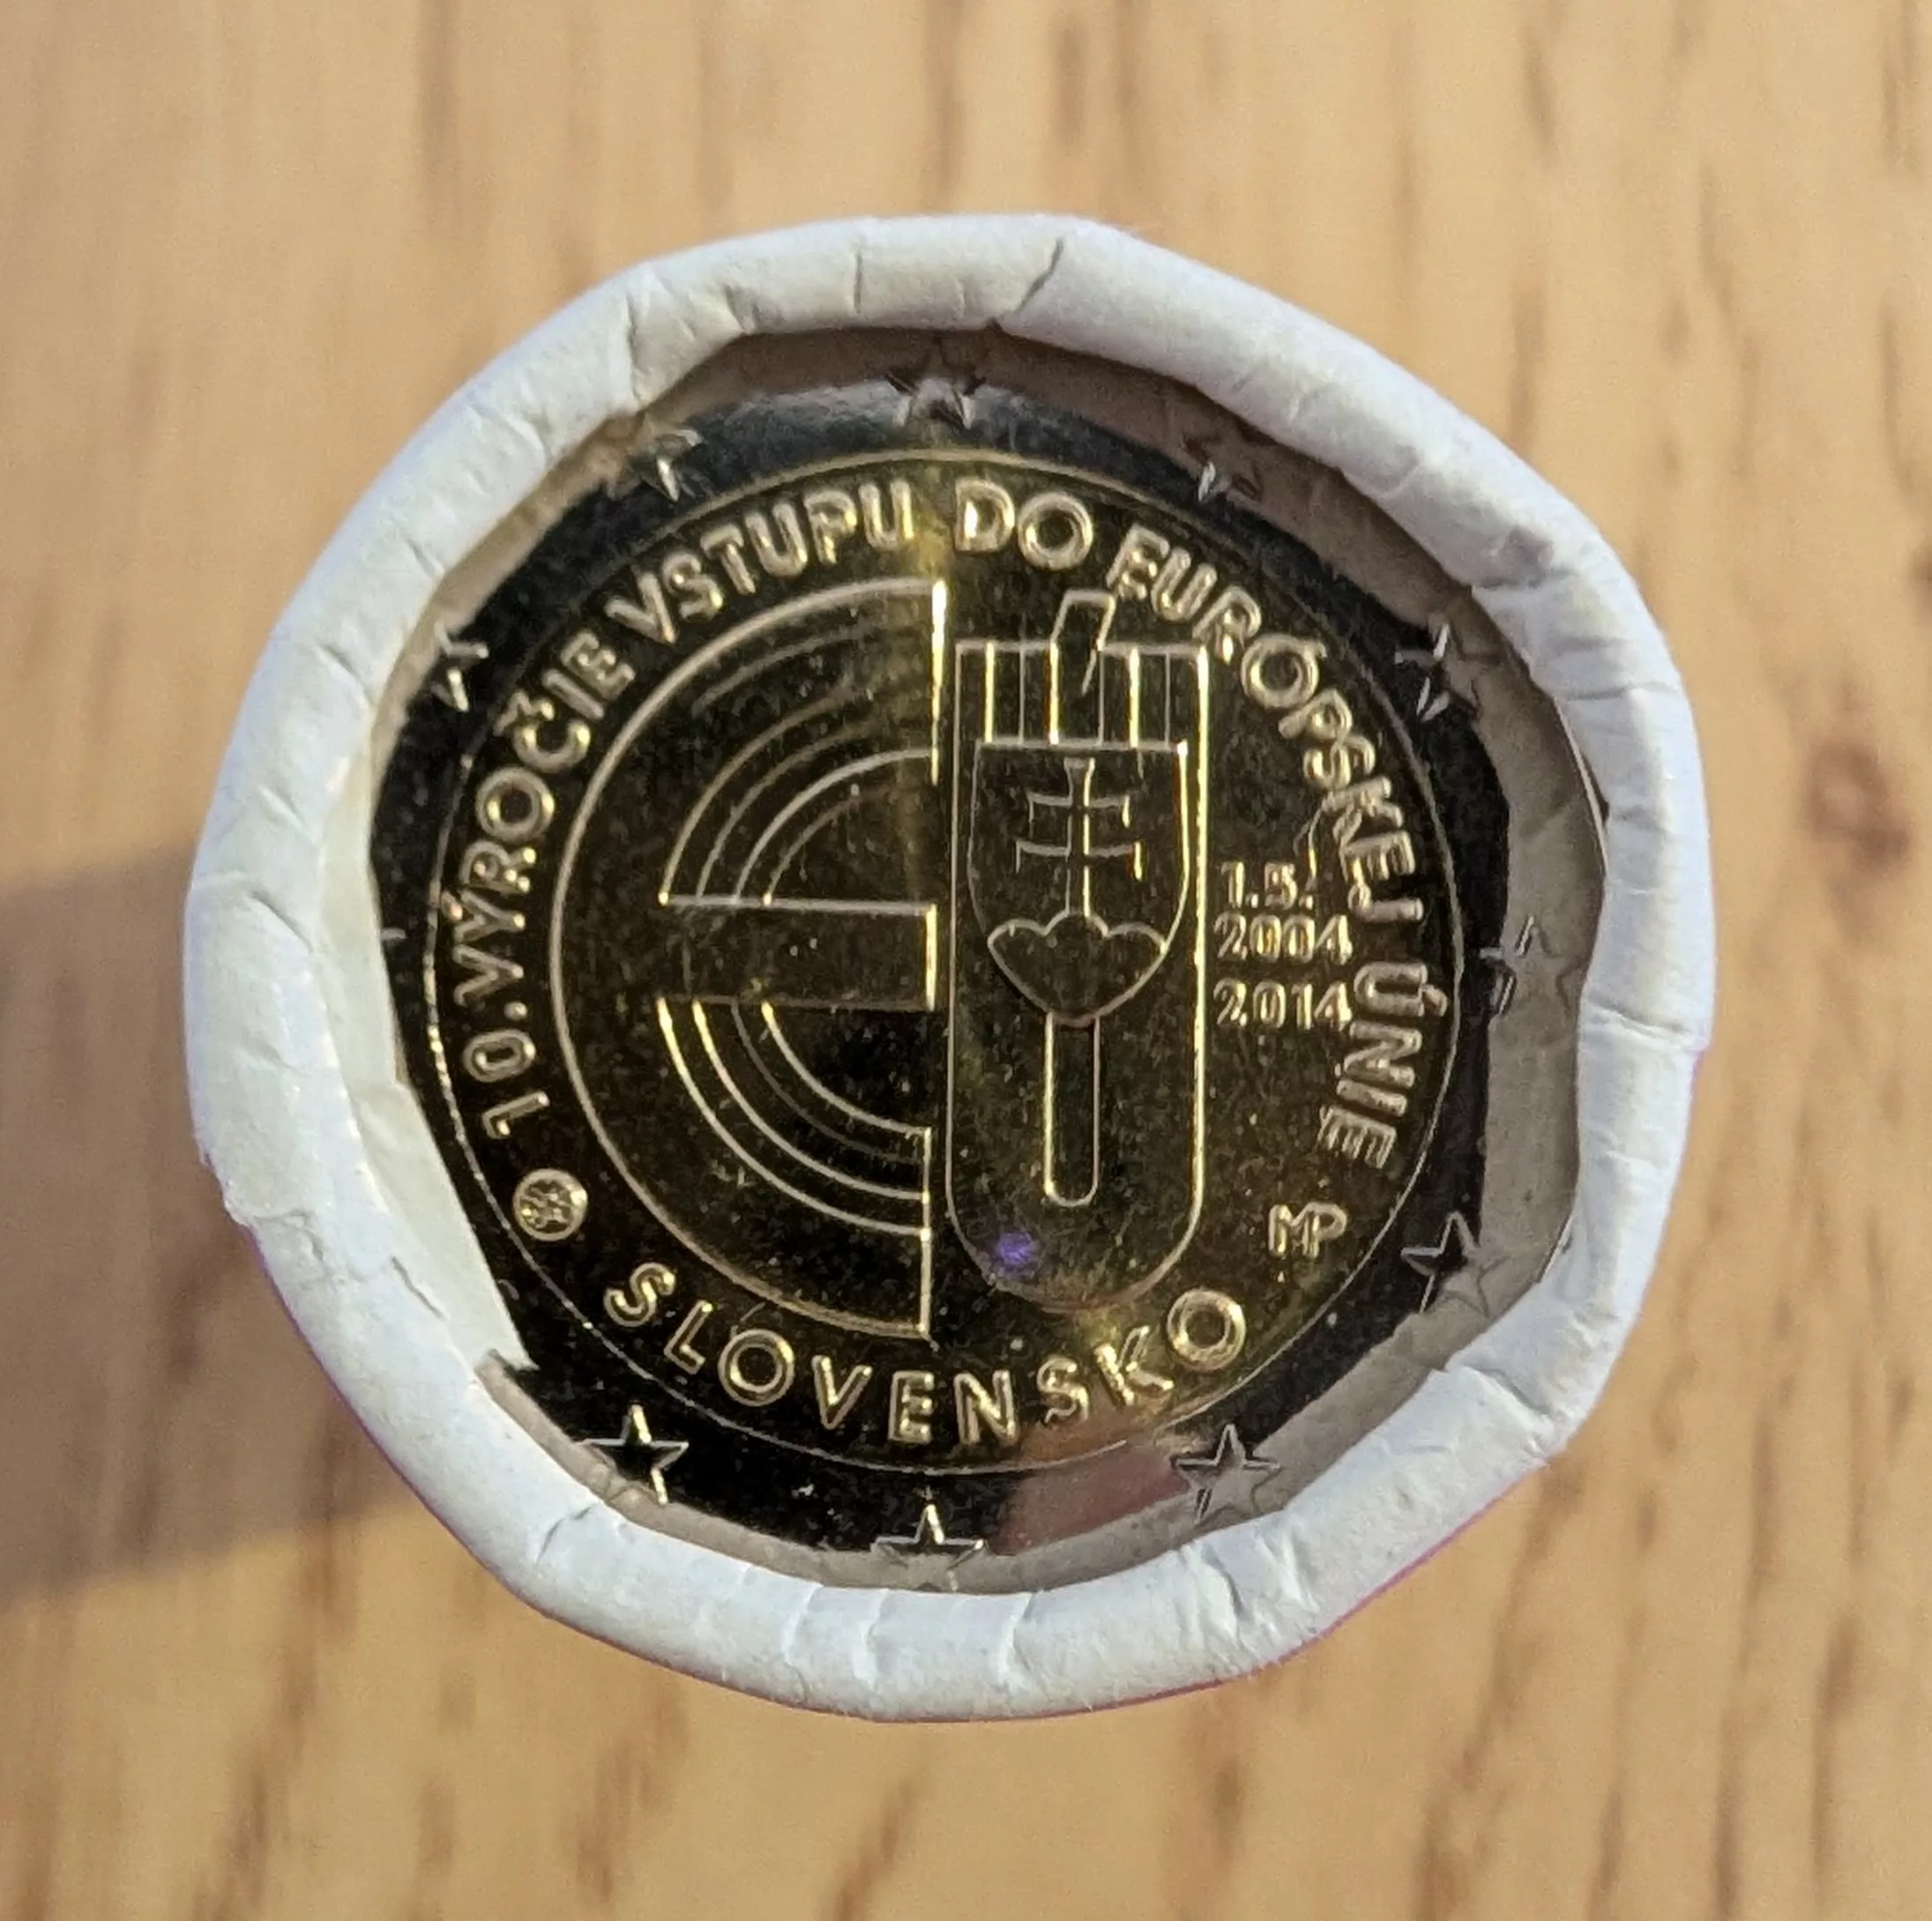 10. VÝROČIE VSTUPU DO EURÓPSKEJ ÚNIE
1.5.
2004
2014
MP
SLOVENSKO